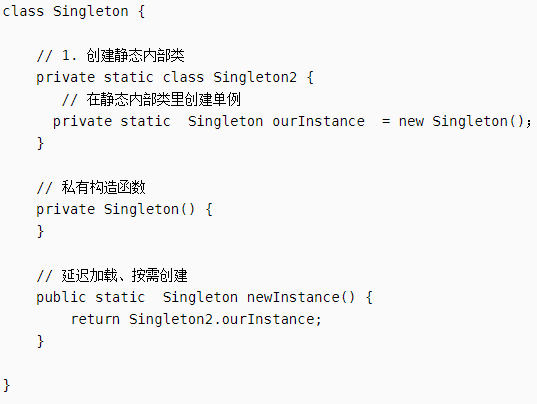 class Singleton {
// 1. 创建静态内部类
private static class Singleton2 {
// 在静态内部类里创建单例
private static  Singleton ourInstance  = new Singleton();
}
// 私有构造函数
private Singleton() {
}
// 延迟加载、按需创建
public static  Singleton newInstance() {
return Singleton2.ourInstance;
}
}